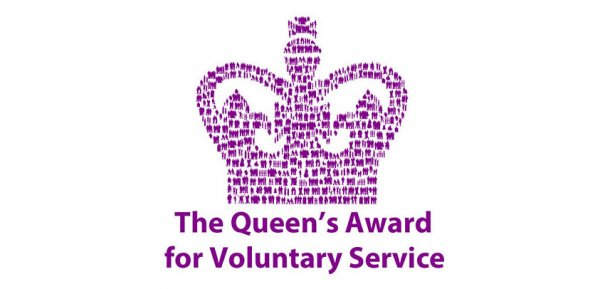 The Queen’s Award
for Voluntary Service